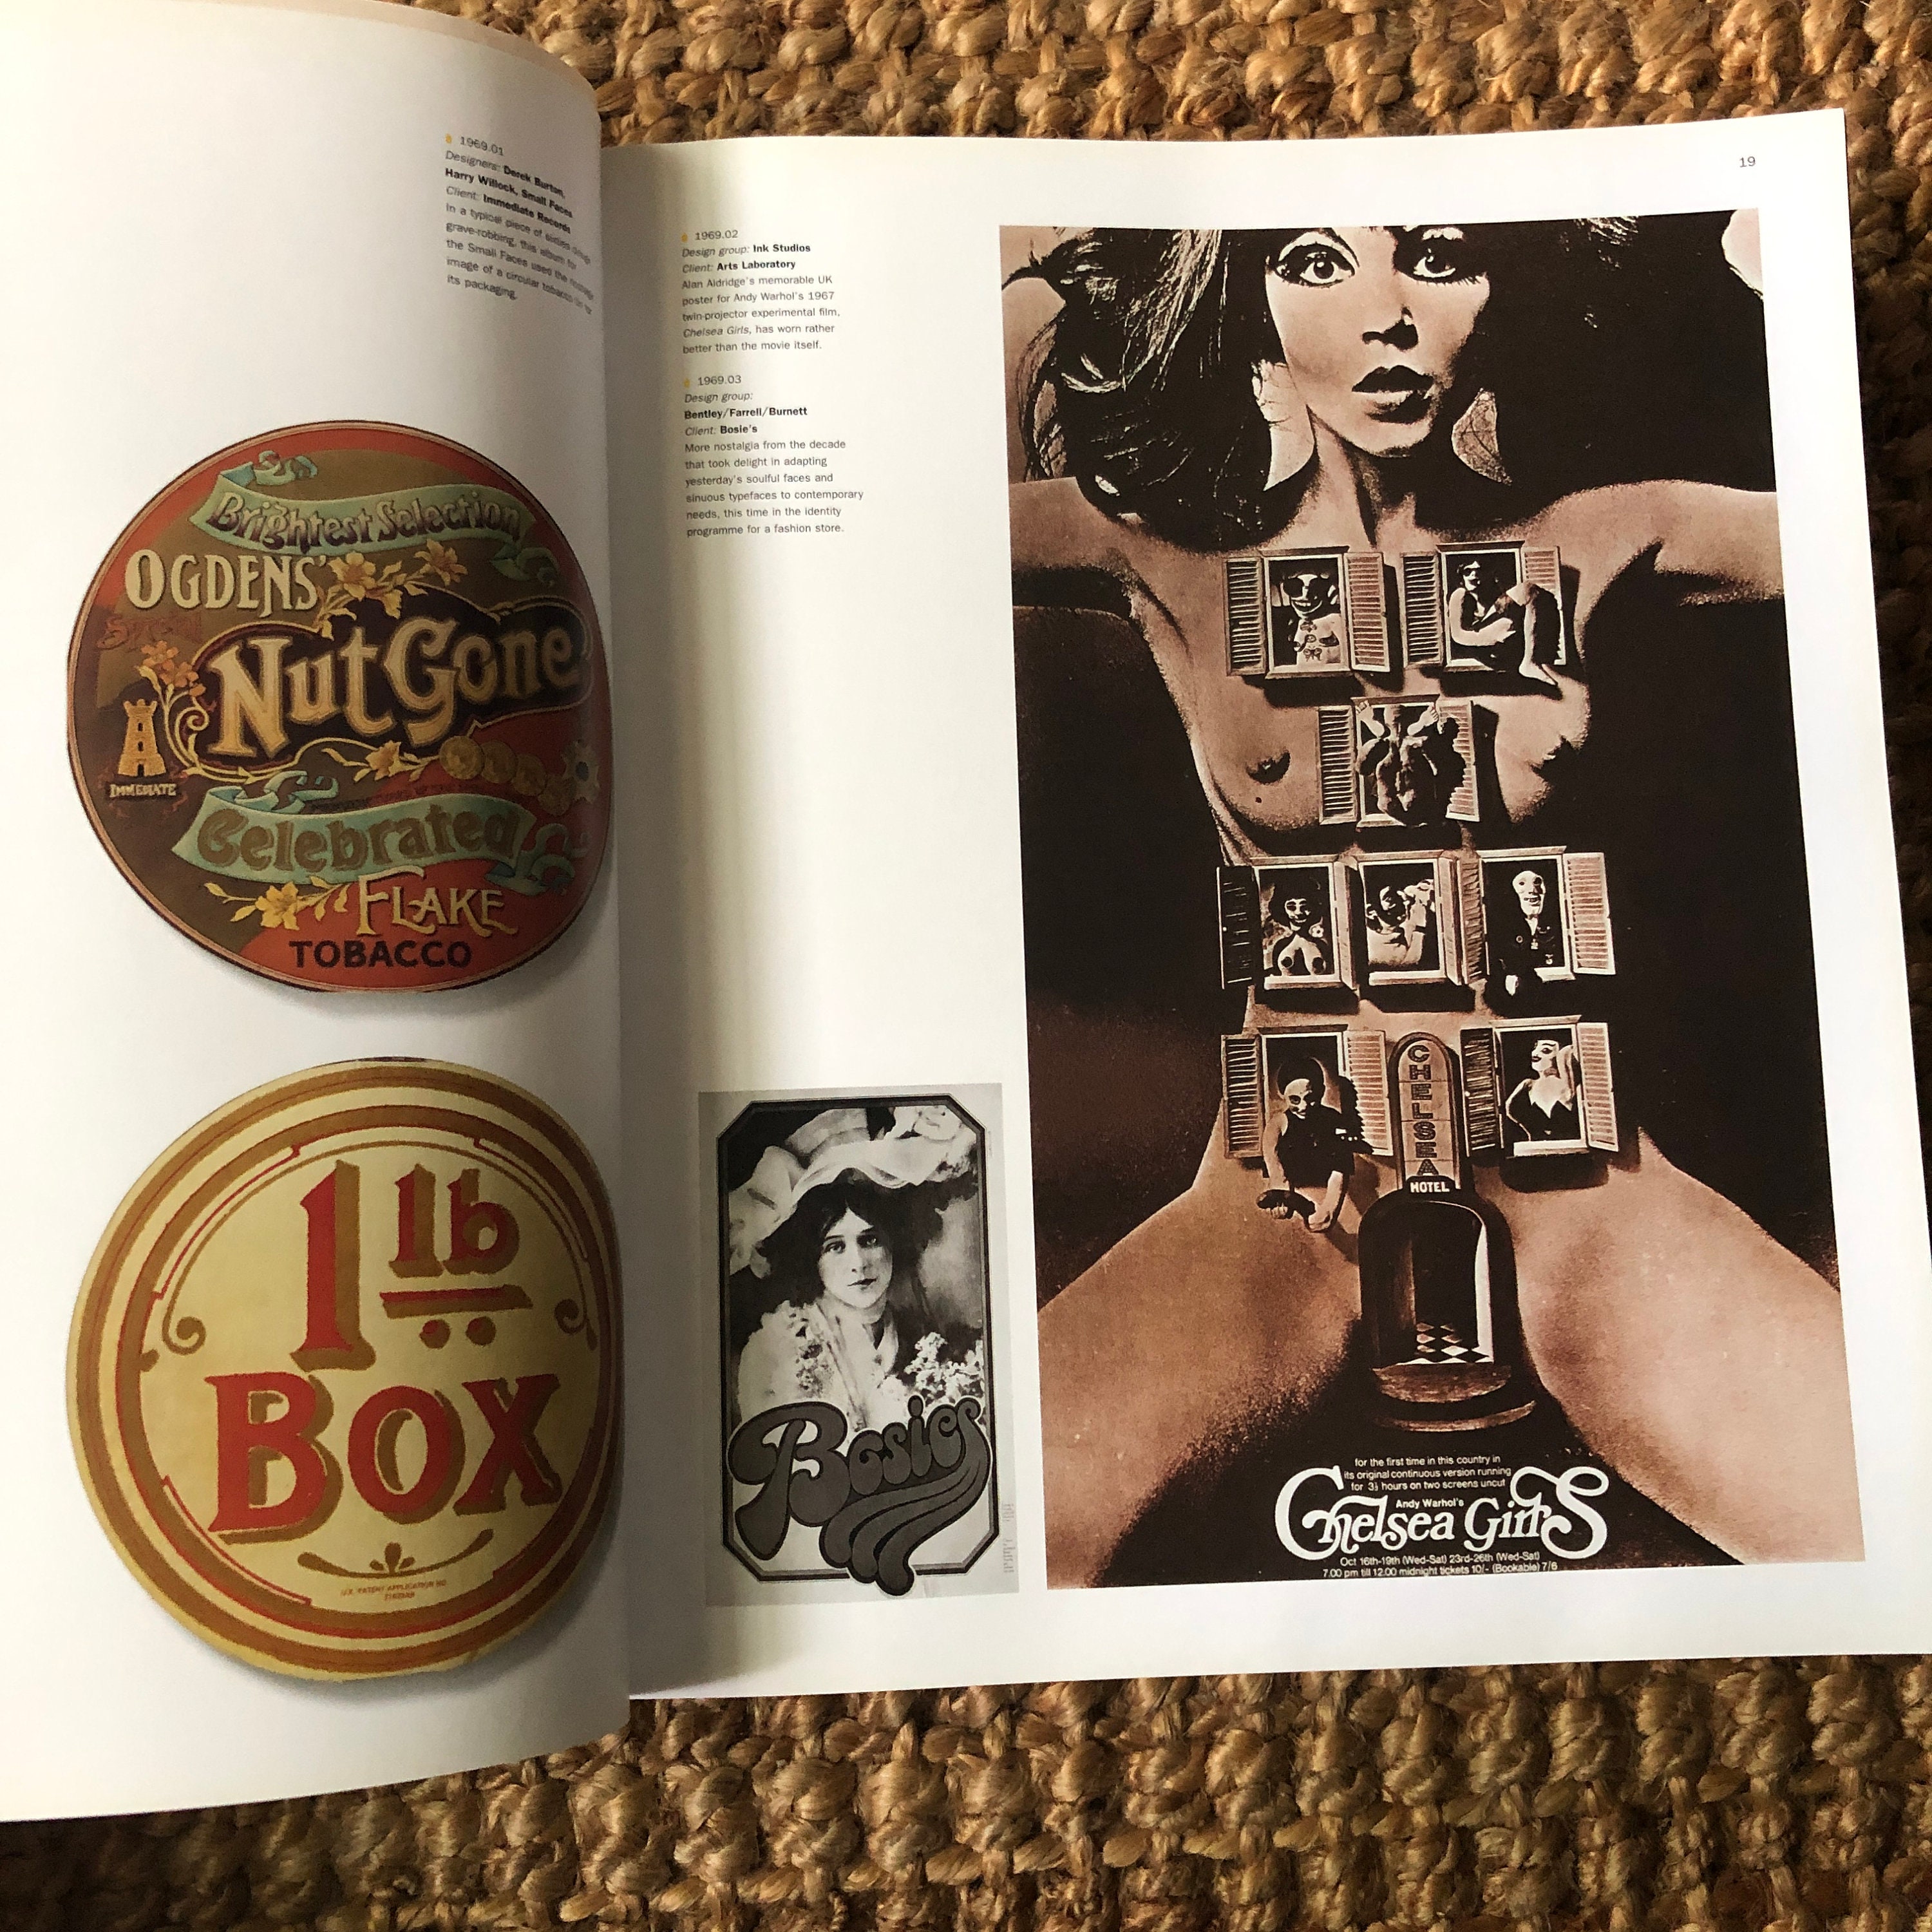 1969.01
Designers: Derek Burton,
Harry Willock, Small Faces
Client: Immediate Records
In a typical piece of sixties
grave-robbing, this album for
the Small Faces used the
image of a circular tobacco tin for
its packaging.
Brightest Selection
OGDENS'
Nut Gone
IMMEDIATE
Celebrated
FLAKE
TOBACCO
1 lb
BOX
U.K. PATENT APPLICATION NO.
19
1969.02
Design group: Ink Studios
Client: Arts Laboratory
Alan Aldridge's memorable UK
poster for Andy Warhol's 1967
twin-projector experimental film,
Chelsea Girls, has worn rather
better than the movie itself.
1969.03
Design group:
Bentley/Farrell/Burnett
Client: Bosie's
More nostalgia from the decade
that took delight in adapting
yesterday's soulful faces and
sinuous typefaces to contemporary
needs, this time in the identity
programme for a fashion store.
Bosies
CHELSEA
HOTEL
for the first time in this country in
its original continuous version running
for 3½ hours on two screens uncut
Andy Warhol's
Chelsea Girls
Oct 16th-19th (Wed-Sat) 23rd-26th (Wed-Sat)
7.00 pm till 12.00 midnight tickets 10/- (Bookable) 7/6